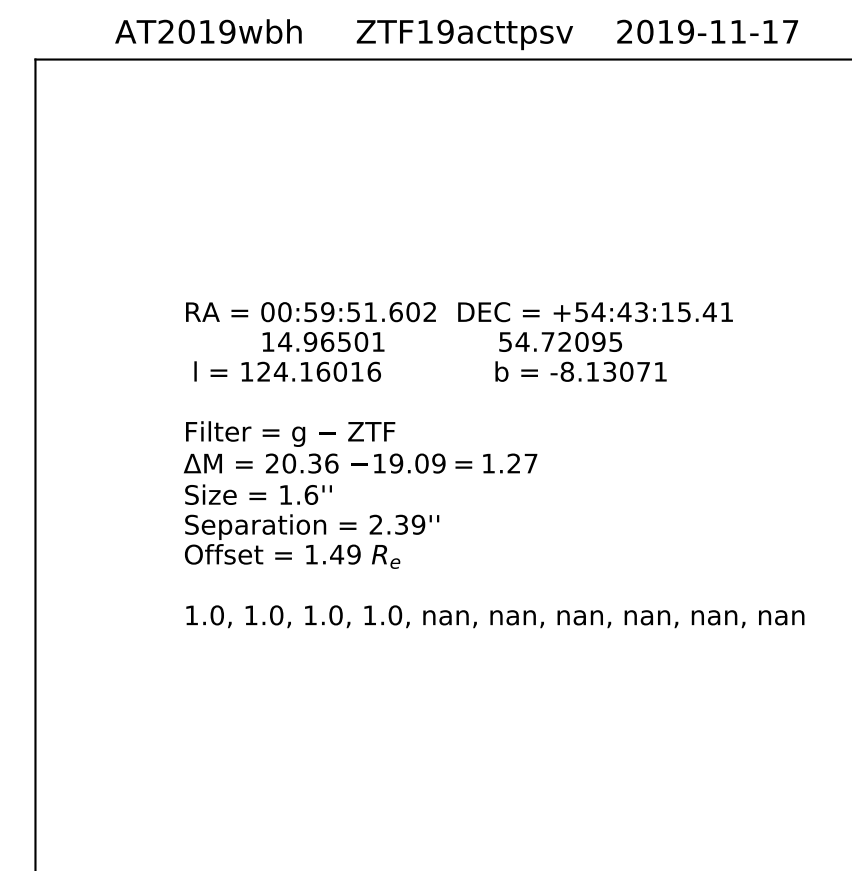 AT2019wbh ZTF19acttpsv 2019-11-17
RA = 00:59:51.602 DEC = +54:43:15.41
14.96501 54.72095
l = 124.16016 b = -8.13071
Filter = g − ZTF
ΔM = 20.36 −19.09 = 1.27
Size = 1.6''
Separation = 2.39''
Offset = 1.49 Re
1.0, 1.0, 1.0, 1.0, nan, nan, nan, nan, nan, nan